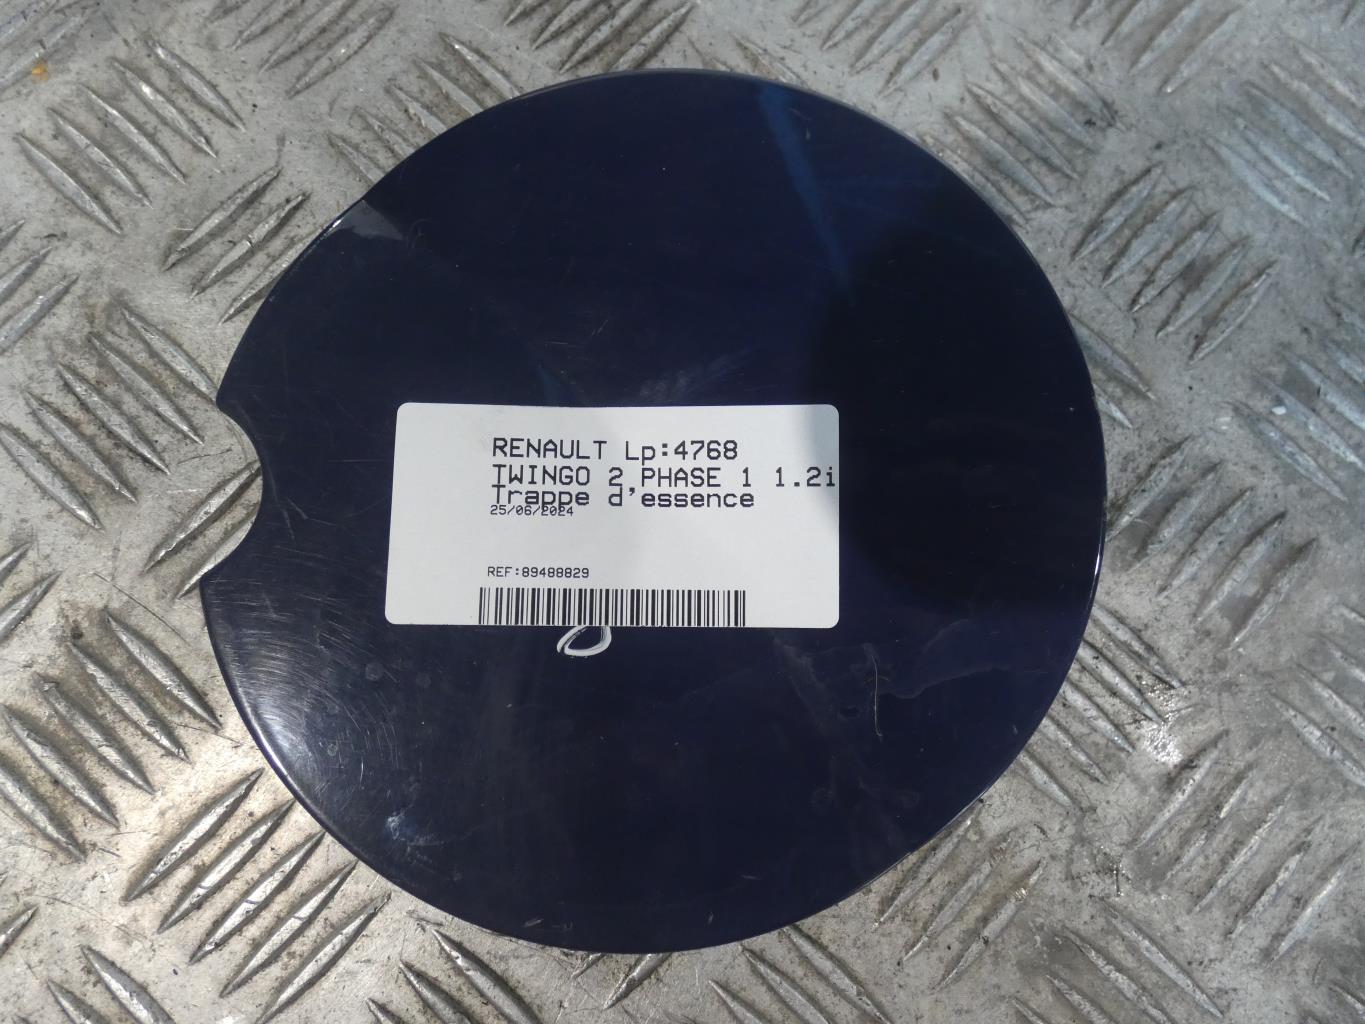 RENAULT Lp:4768
TWINGO 2 PHASE 1 1.2i
Trappe d'essence
25/06/2024
REF:89488829